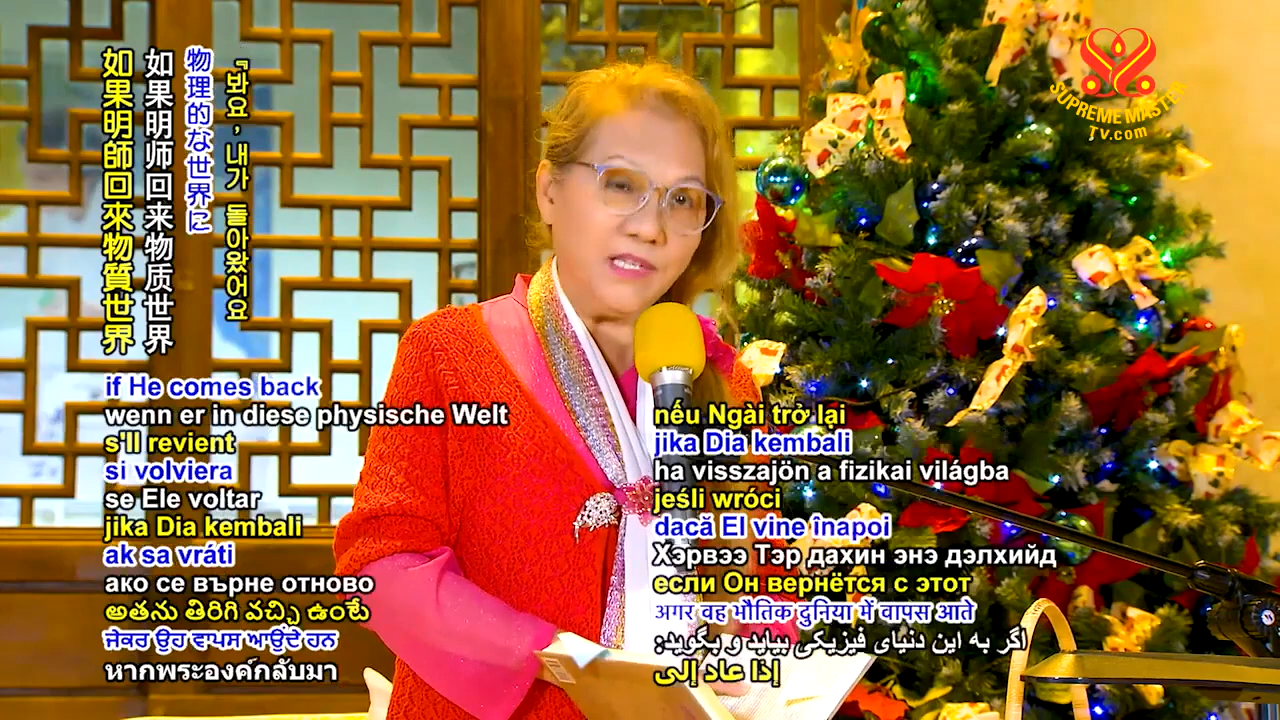 SUPREME MASTER
TV.com
『봐요, 내가 돌아왔어요
物理的な世界に
如果明师回来物质世界
如果明師回來物質世界
if He comes back
wenn er in diese physische Welt
s'll revient
si volviera
se Ele voltar
jika Dia kembali
ak sa vráti
ако се върне отново
అతను తిరిగి వచ్చి ఉంటే
ਜੇਕਰ ਉਹ ਵਾਪਸ ਆਉਂਦੇ ਹਨ
หากพระองค์กลับมา
nếu Ngài trở lại
jika Dia kembali
ha visszajön a fizikai világba
jeśli wróci
dacă El vine înapoi
Хэрвээ Тэр дахин энэ дэлхийд
если Он вернётся с этот
अगर वह भौतिक दुनिया में वापस आते
اگر به این دنیای فیزیکی بیاید و بگوید:
إذا عاد إلى